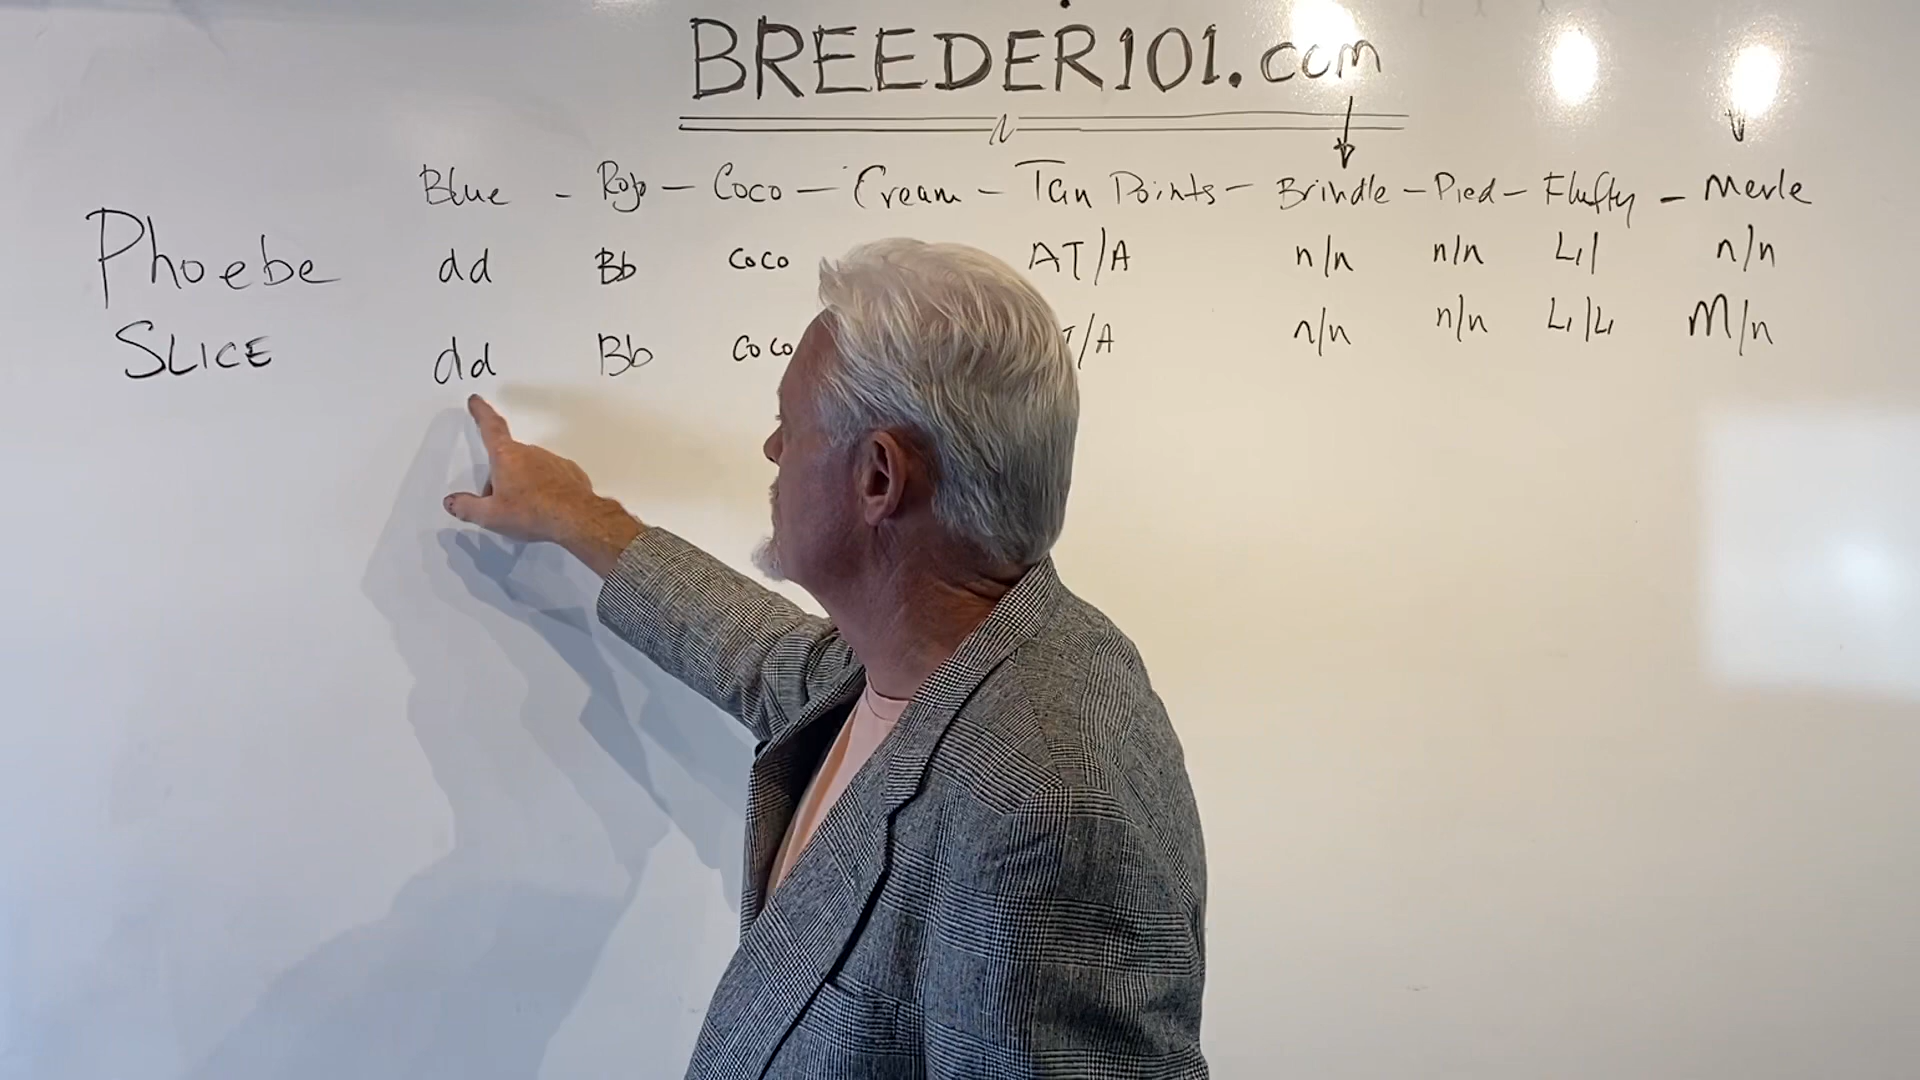 BREEDER101.com
Blue - Rojo - Coco - Cream - Tan Points - Brindle - Pied - Fluffy - Merle
Phoebe dd Bb coco AT/A n/n n/n L1/ n/n
SLICE dd Bb CoCo T/A n/n n/n L1/L1 M/n